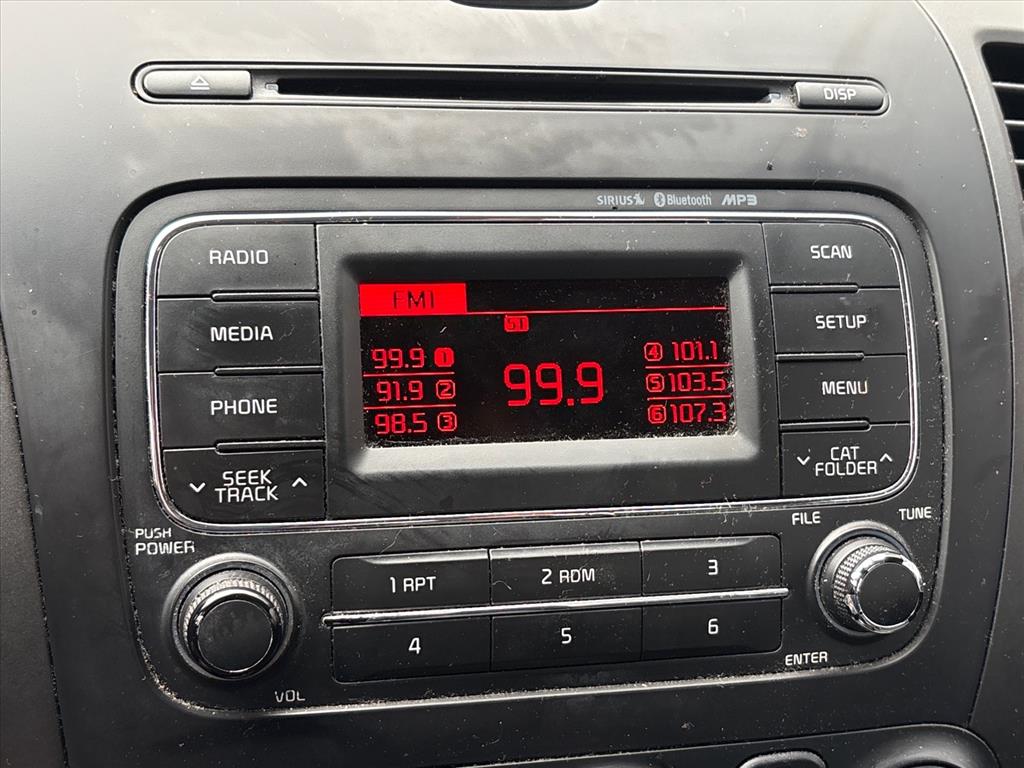 DISP
SIRIUS Bluetooth MP3
RADIO
MEDIA
PHONE
SEEK
TRACK
FM1
ST
99.9 1
91.9 2
98.5 3
99.9
4 101.1
5 103.5
6 107.3
SCAN
SETUP
MENU
CAT
FOLDER
PUSH
POWER
VOL
1 RPT
2 RDM
3
4
5
6
FILE
TUNE
ENTER